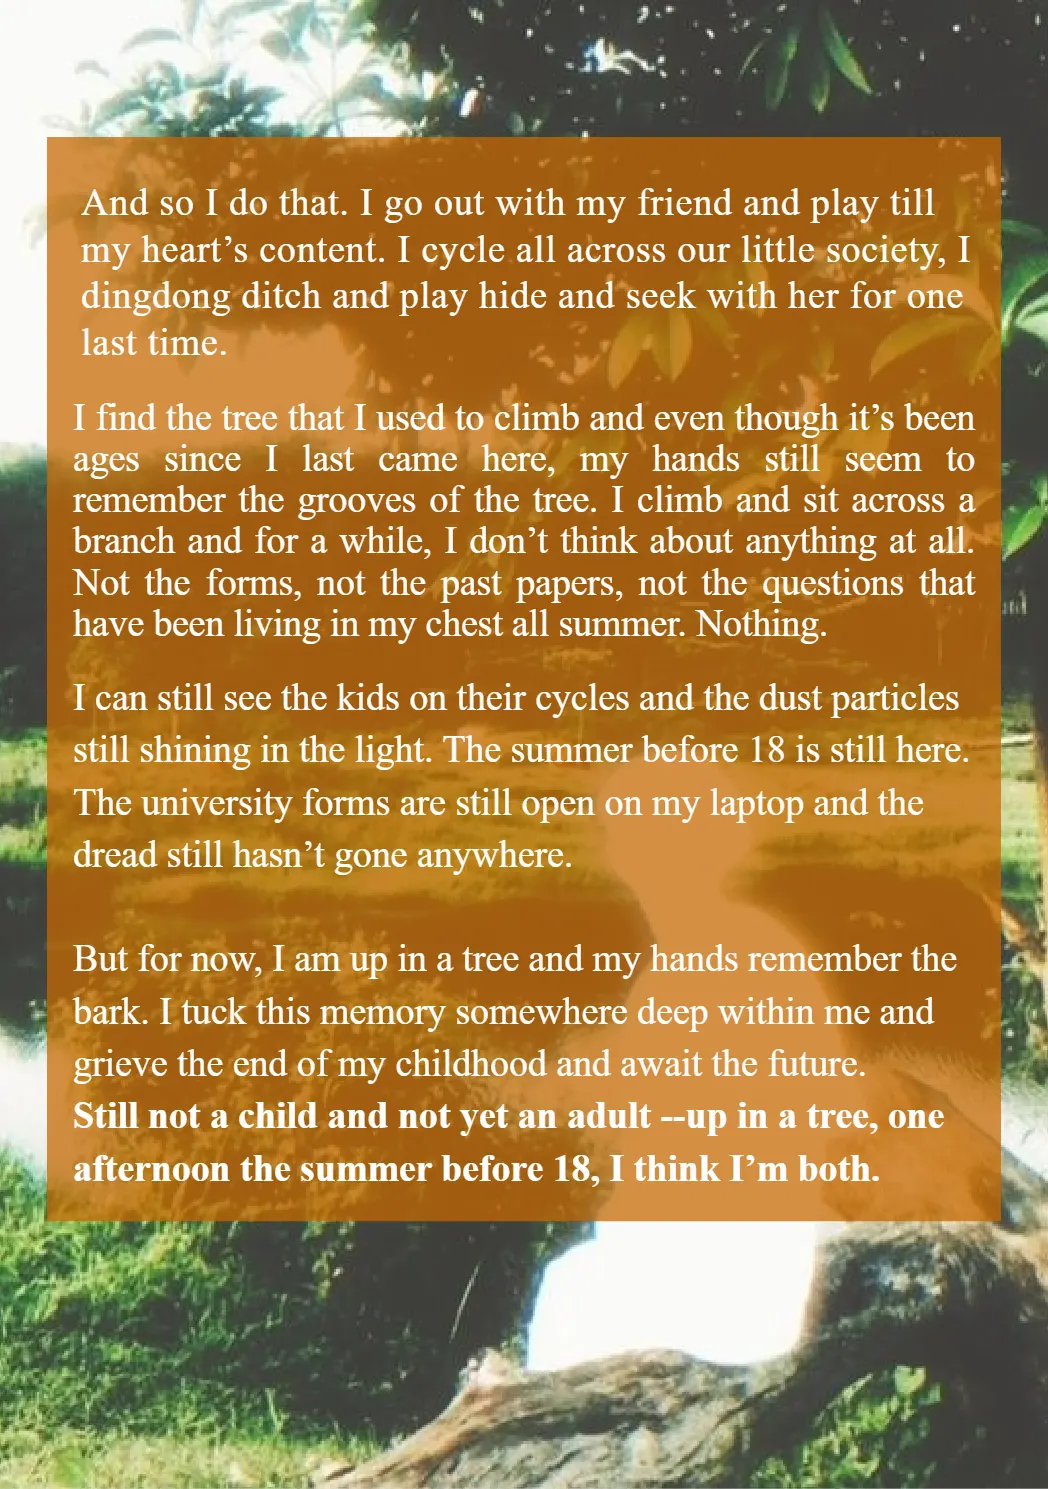 And so I do that. I go out with my friend and play till
my heart’s content. I cycle all across our little society, I
dingdong ditch and play hide and seek with her for one
last time.
I find the tree that I used to climb and even though it’s been
ages since I last came here, my hands still seem to
remember the grooves of the tree. I climb and sit across a
branch and for a while, I don’t think about anything at all.
Not the forms, not the past papers, not the questions that
have been living in my chest all summer. Nothing.
I can still see the kids on their cycles and the dust particles
still shining in the light. The summer before 18 is still here.
The university forms are still open on my laptop and the
dread still hasn’t gone anywhere.
But for now, I am up in a tree and my hands remember the
bark. I tuck this memory somewhere deep within me and
grieve the end of my childhood and await the future.
Still not a child and not yet an adult --up in a tree, one
afternoon the summer before 18, I think I’m both.